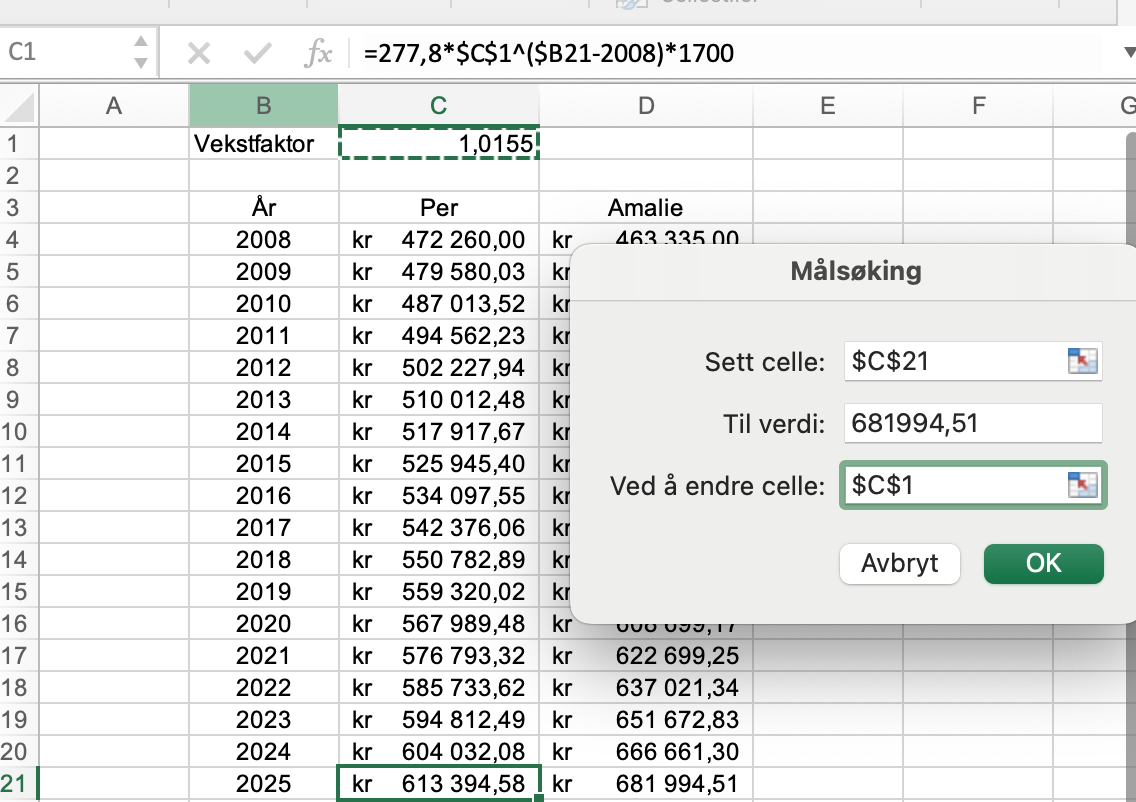 C1 fx =277,8*$C$1^($B21-2008)*1700
A B C D E F G
1 Vekstfaktor 1,0155
2
3 År Per Amalie
4 2008 kr 472 260,00 kr 463 335,00
5 2009 kr 479 580,03 kr
6 2010 kr 487 013,52 kr
7 2011 kr 494 562,23 kr
8 2012 kr 502 227,94 kr
9 2013 kr 510 012,48 kr
10 2014 kr 517 917,67 kr
11 2015 kr 525 945,40 kr
12 2016 kr 534 097,55 kr
13 2017 kr 542 376,06 kr
14 2018 kr 550 782,89 kr
15 2019 kr 559 320,02 kr
16 2020 kr 567 989,48 kr 608 699,17
17 2021 kr 576 793,32 kr 622 699,25
18 2022 kr 585 733,62 kr 637 021,34
19 2023 kr 594 812,49 kr 651 672,83
20 2024 kr 604 032,08 kr 666 661,30
21 2025 kr 613 394,58 kr 681 994,51
Målsøking
Sett celle: $C$21
Til verdi: 681994,51
Ved å endre celle: $C$1
Avbryt OK